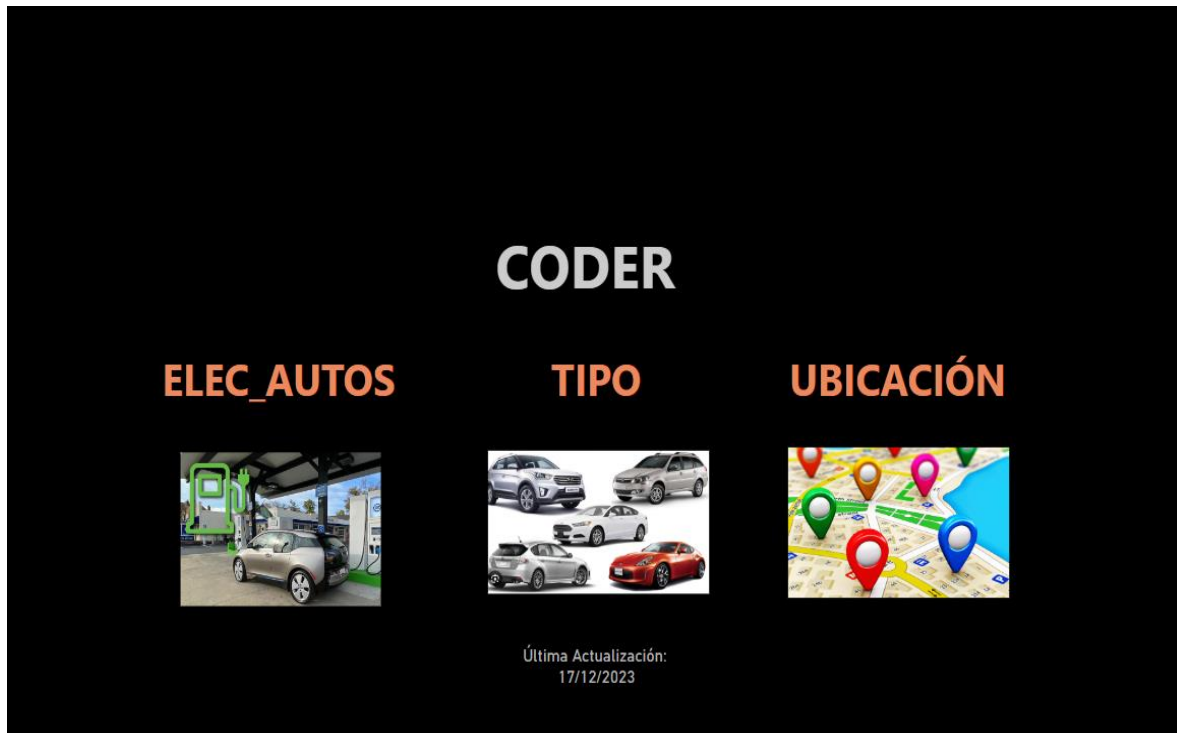 CODER
ELEC_AUTOS
TIPO
UBICACIÓN
Última Actualización:
17/12/2023